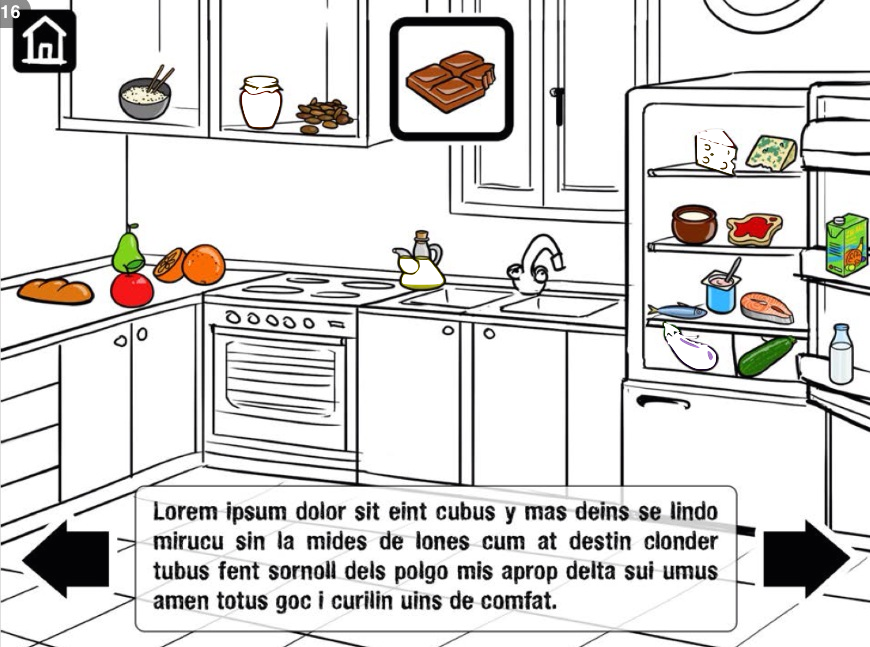 16
Lorem ipsum dolor sit eint cubus y mas deins se lindo
mirucu sin la mides de lones cum at destin clonder
tubus fent sornoll dels polgo mis aprop delta sui umus
amen totus goc i curilin uins de comfat.